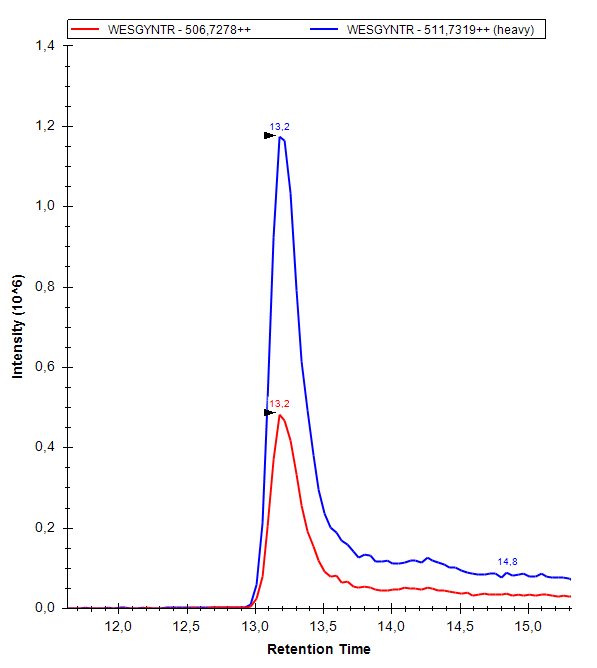 WESGYNTR - 506,7278++ WESGYNTR - 511,7319++ (heavy)
1,4
1,2
1,0
0,8
0,6
0,4
0,2
0,0
Intensity (10^6)
13,2
13,2
14,8
12,0 12,5 13,0 13,5 14,0 14,5 15,0
Retention Time